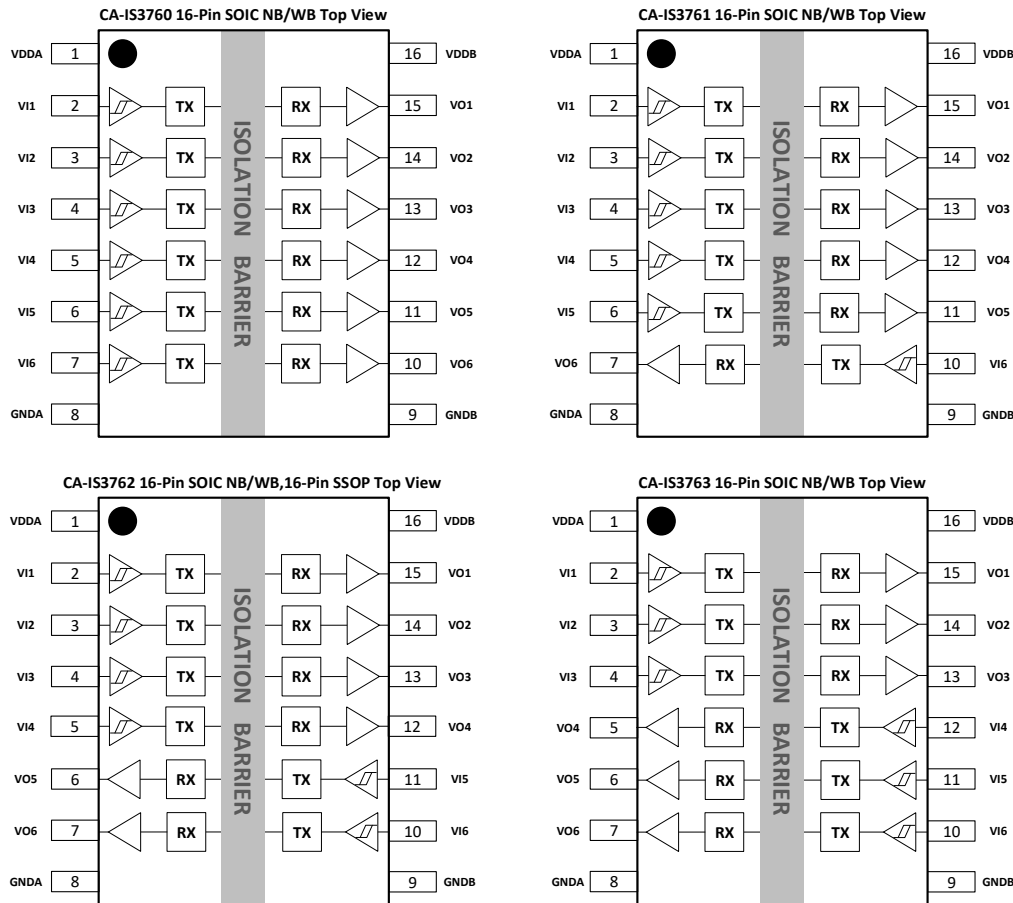 CA-IS3760 16-Pin SOIC NB/WB Top View
VDDA 1 16 VDDB
VI1 2 TX RX 15 VO1
VI2 3 TX RX 14 VO2
VI3 4 TX RX 13 VO3
VI4 5 TX RX 12 VO4
VI5 6 TX RX 11 VO5
VI6 7 TX RX 10 VO6
GNDA 8 9 GNDB
ISOLATION BARRIER
CA-IS3761 16-Pin SOIC NB/WB Top View
VDDA 1 16 VDDB
VI1 2 TX RX 15 VO1
VI2 3 TX RX 14 VO2
VI3 4 TX RX 13 VO3
VI4 5 TX RX 12 VO4
VI5 6 TX RX 11 VO5
VO6 7 RX TX 10 VI6
GNDA 8 9 GNDB
ISOLATION BARRIER
CA-IS3762 16-Pin SOIC NB/WB,16-Pin SSOP Top View
VDDA 1 16 VDDB
VI1 2 TX RX 15 VO1
VI2 3 TX RX 14 VO2
VI3 4 TX RX 13 VO3
VI4 5 TX RX 12 VO4
VO5 6 RX TX 11 VI5
VO6 7 RX TX 10 VI6
GNDA 8 9 GNDB
ISOLATION BARRIER
CA-IS3763 16-Pin SOIC NB/WB Top View
VDDA 1 16 VDDB
VI1 2 TX RX 15 VO1
VI2 3 TX RX 14 VO2
VI3 4 TX RX 13 VO3
VO4 5 RX TX 12 VI4
VO5 6 RX TX 11 VI5
VO6 7 RX TX 10 VI6
GNDA 8 9 GNDB
ISOLATION BARRIER